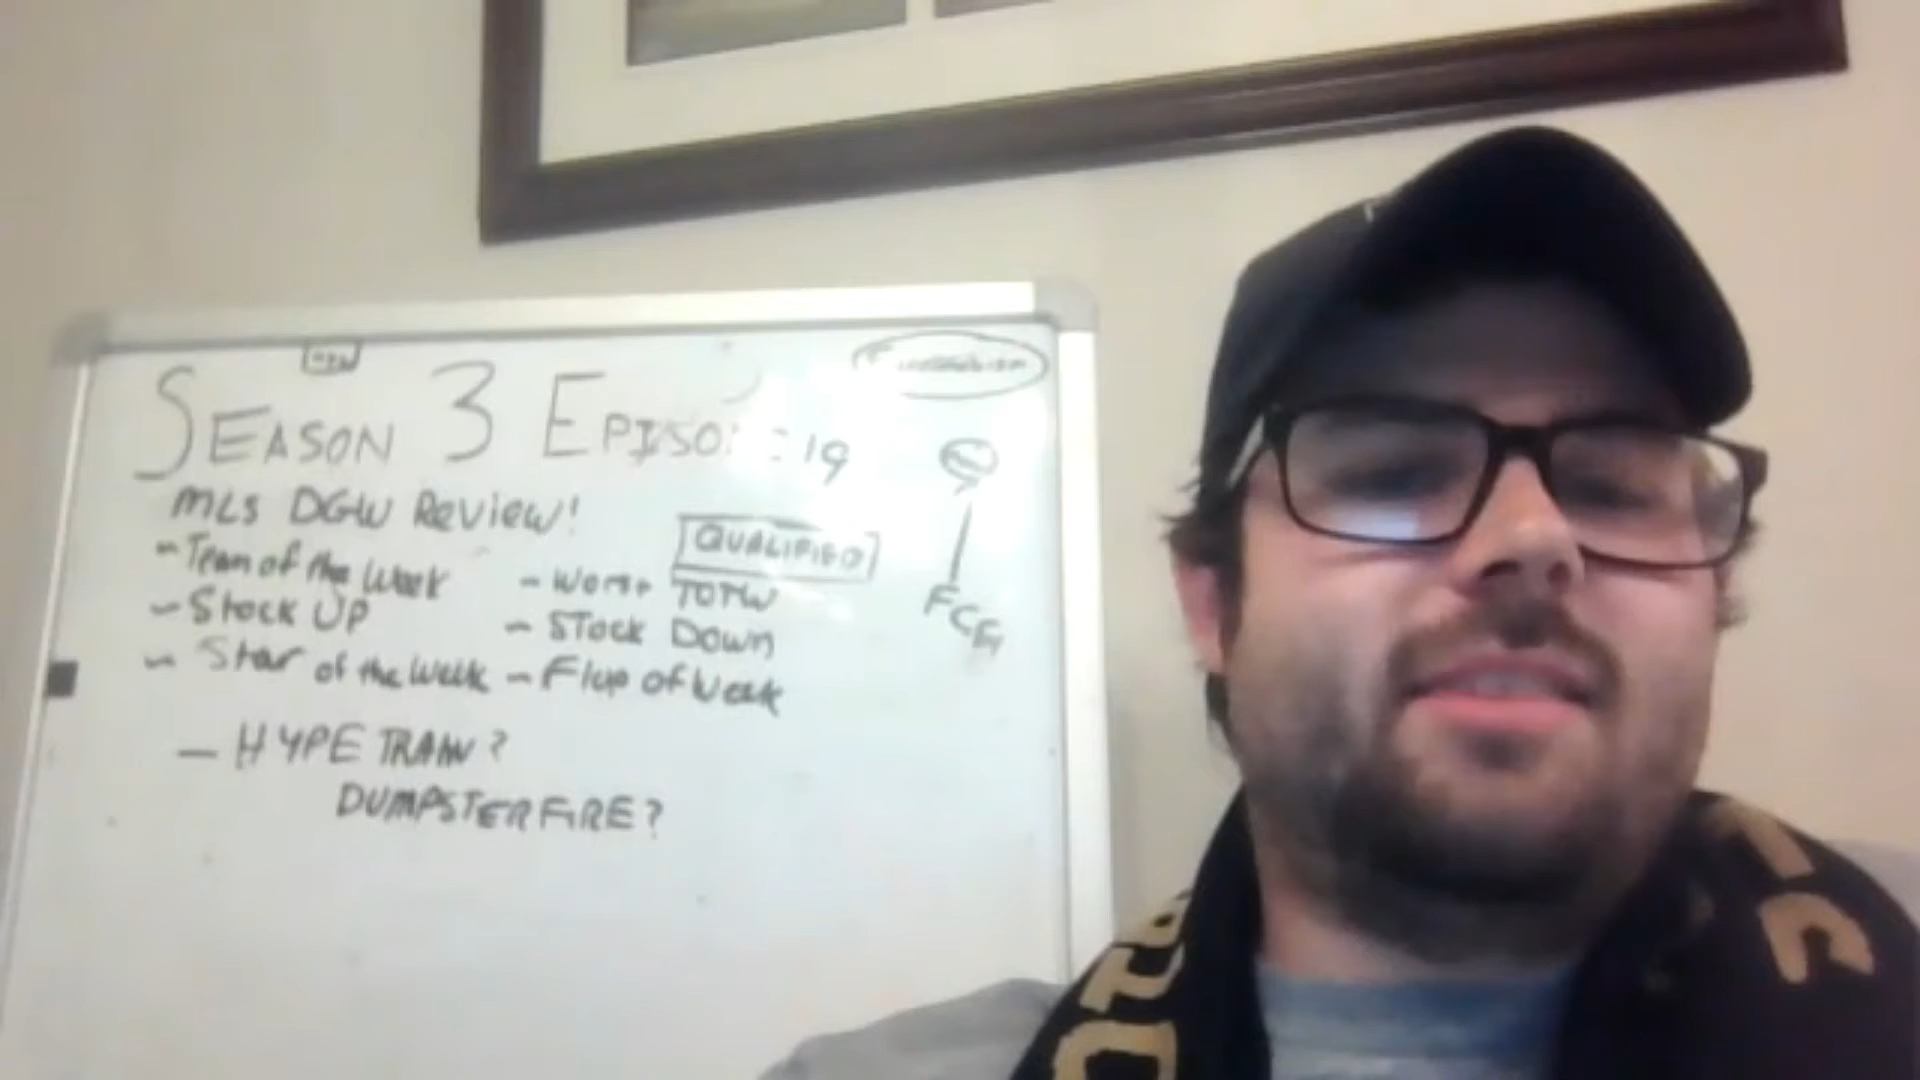 SEASON 3 EPISO 19
MLS DGW Review!
QUALIFIED
- Team of the Week
- Worst TOTW
- Stock UP
- STock Down
- Star of the Week
- Flop of Week
- HYPE TRAIN?
DUMPSTER FIRE?
FC